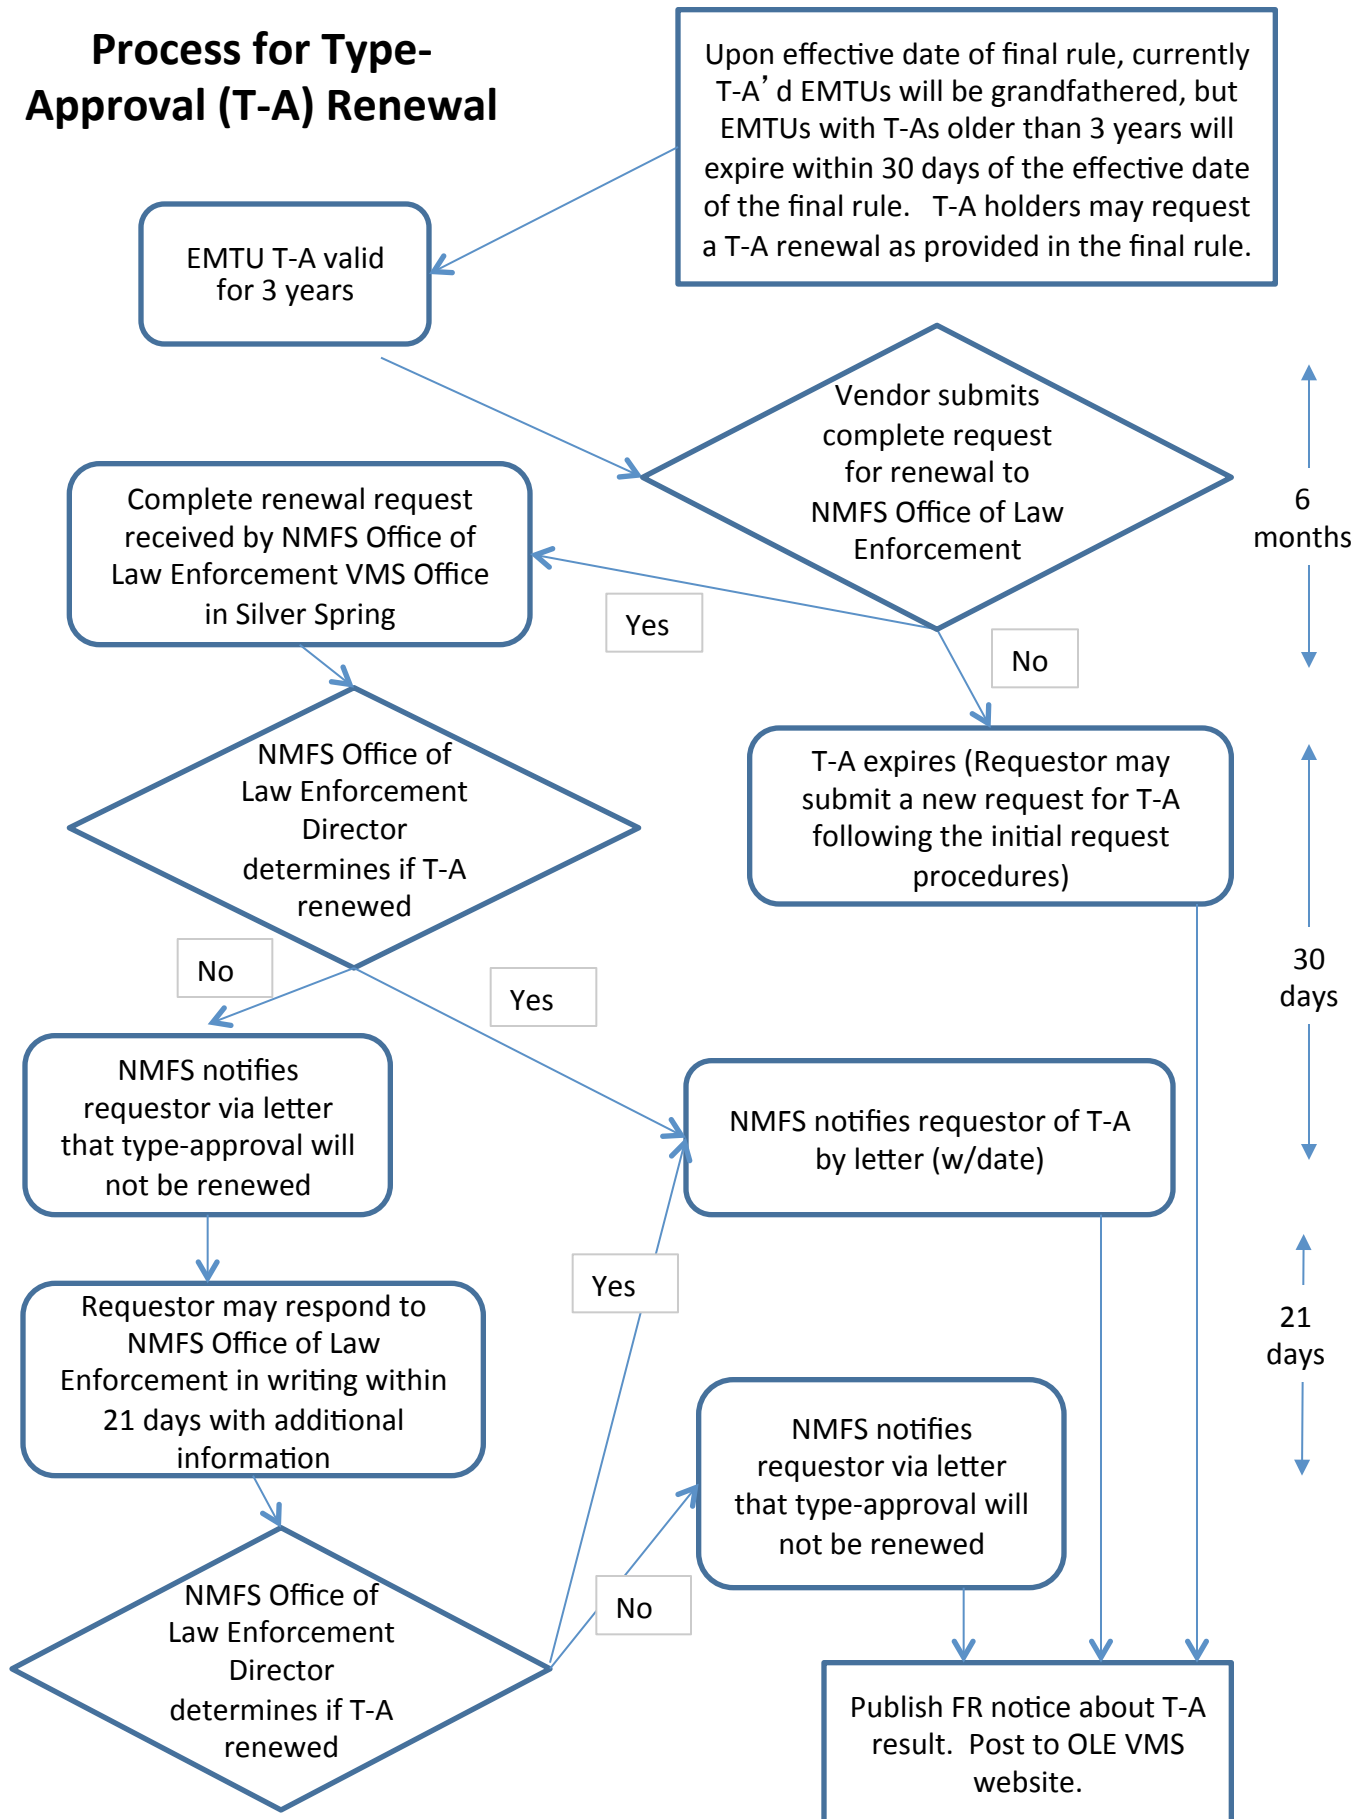 Process for Type-
Approval (T-A) Renewal
Upon effective date of final rule, currently
T-A’ d EMTUs will be grandfathered, but
EMTUs with T-As older than 3 years will
expire within 30 days of the effective date
of the final rule.   T-A holders may request
a T-A renewal as provided in the final rule.
EMTU T-A valid
for 3 years
Vendor submits
complete request
for renewal to
NMFS Office of Law
Enforcement
6
months
Complete renewal request
received by NMFS Office of
Law Enforcement VMS Office
in Silver Spring
Yes
No
NMFS Office of
Law Enforcement
Director
determines if T-A
renewed
T-A expires (Requestor may
submit a new request for T-A
following the initial request
procedures)
30
days
No
Yes
NMFS notifies
requestor via letter
that type-approval will
not be renewed
NMFS notifies requestor of T-A
by letter (w/date)
Yes
Requestor may respond to
NMFS Office of Law
Enforcement in writing within
21 days with additional
information
21
days
NMFS notifies
requestor via letter
that type-approval will
not be renewed
No
NMFS Office of
Law Enforcement
Director
determines if T-A
renewed
Publish FR notice about T-A
result.  Post to OLE VMS
website.